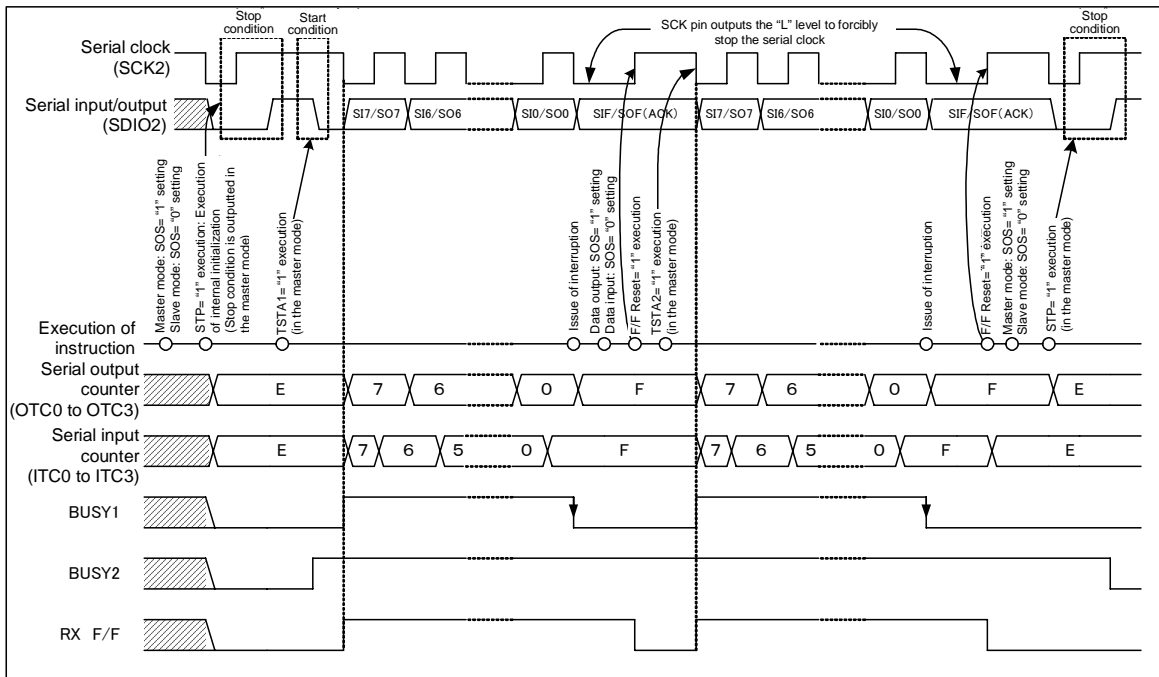 Stop
condition
Start
condition
SCK pin outputs the “L” level to forcibly
stop the serial clock
Stop
condition
Serial clock
(SCK2)
Serial input/output
(SDIO2)
SI7/SO7
SI6/SO6
SI0/SO0
SIF/SOF(ACK)
SI7/SO7
SI6/SO6
SI0/SO0
SIF/SOF(ACK)
Master mode: SOS= “1” setting
Slave mode: SOS= “0” setting
STP= “1” execution: Execution
of internal initialization
(Stop condition is outputted in
the master mode)
TSTA1= “1” execution
(in the master mode)
Issue of interruption
Data output: SOS= “1” setting
Data input: SOS= “0” setting
F/F Reset= “1” execution
TSTA2= “1” execution
(in the master mode)
Issue of interruption
F/F Reset= “1” execution
Master mode: SOS= “1” setting
Slave mode: SOS= “0” setting
STP= “1” execution
(in the master mode)
Execution of
instruction
Serial output
counter
(OTC0 to OTC3)
E 7 6 0 F 7 6 0 F E
Serial input
counter
(ITC0 to ITC3)
E 7 6 5 0 F 7 6 5 0 F E
BUSY1
BUSY2
RX F/F